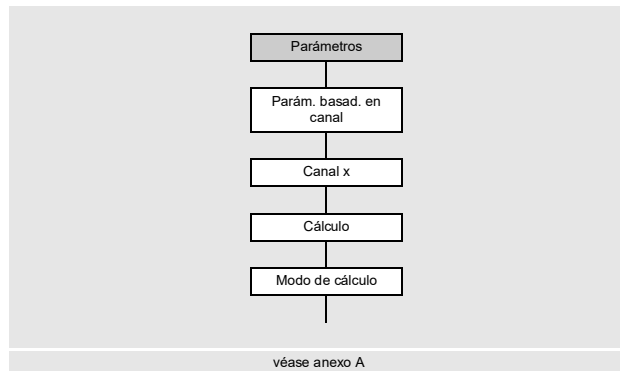 Parámetros
Parám. basad. en
canal
Canal x
Cálculo
Modo de cálculo
véase anexo A